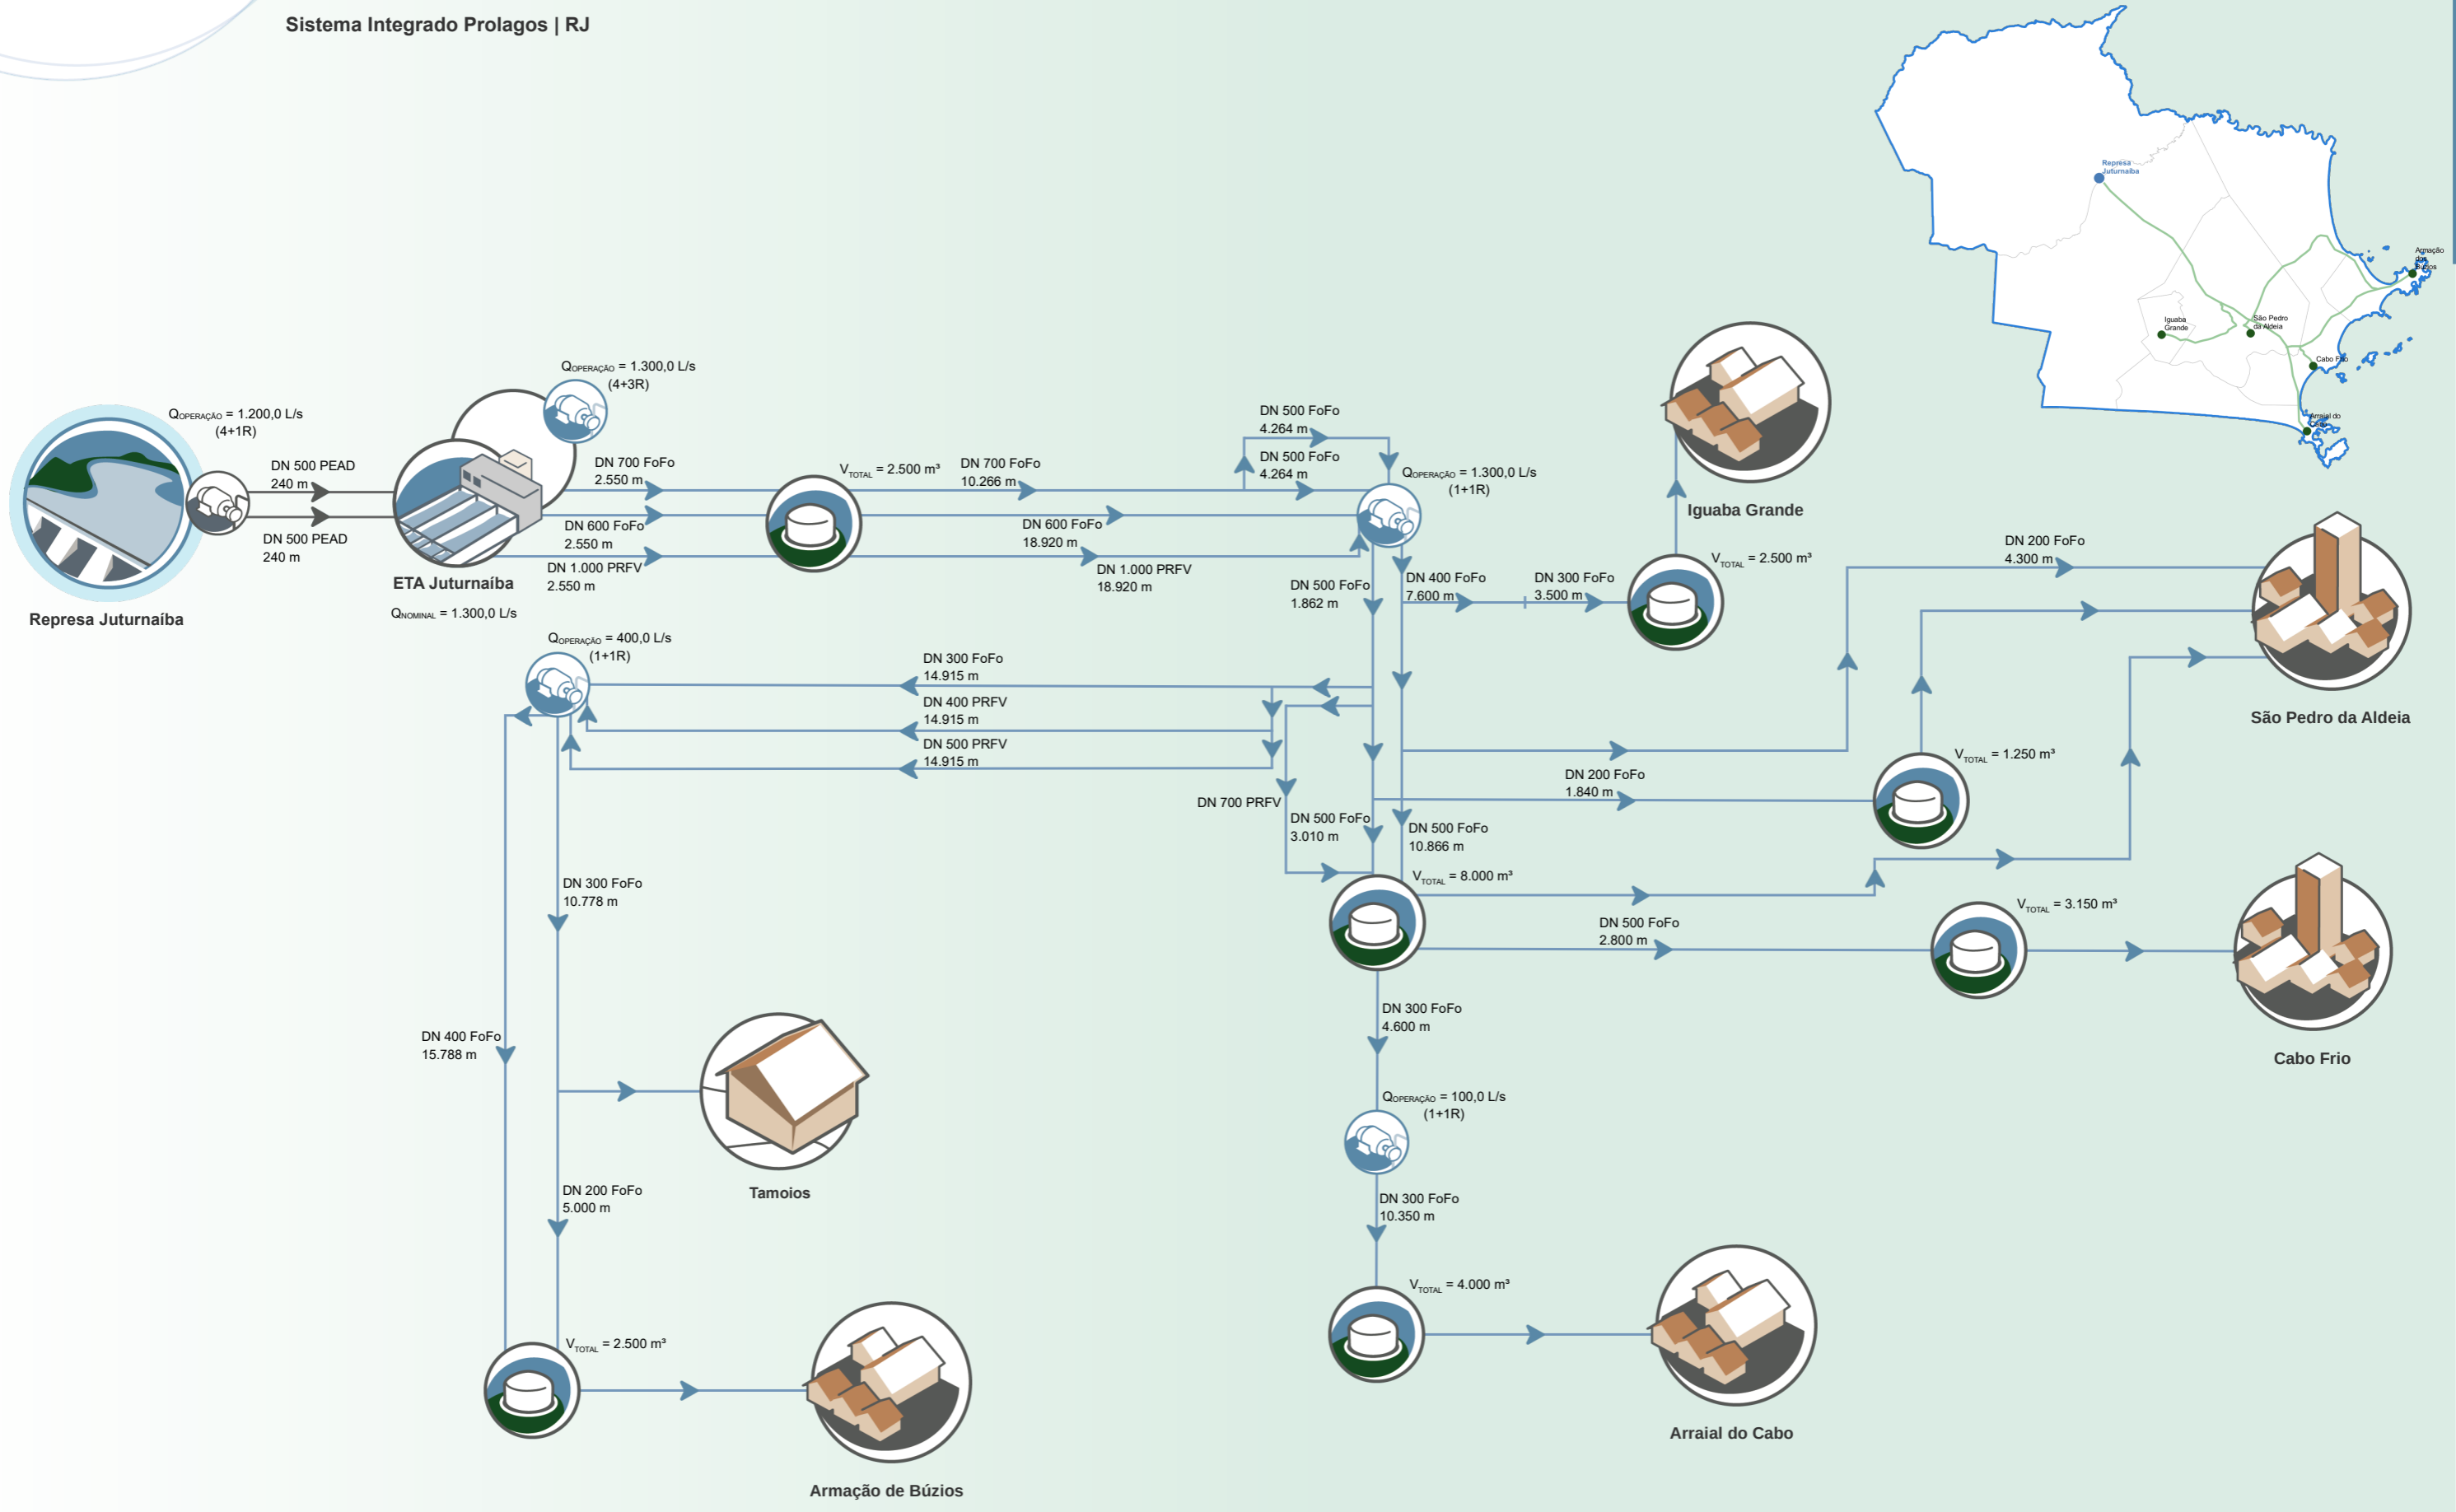 Sistema Integrado Prolagos | RJ
Represa
Juturnaíba
Armação
dos
Búzios
Iguaba
Grande
São Pedro
da Aldeia
Cabo Frio
Arraial do
Cabo
QOPERAÇÃO = 1.300,0 L/s
(4+3R)
QOPERAÇÃO = 1.200,0 L/s
(4+1R)
DN 500 PEAD
240 m
DN 500 PEAD
240 m
Represa Juturnaíba
ETA Juturnaíba
QNOMINAL = 1.300,0 L/s
DN 700 FoFo
2.550 m
DN 600 FoFo
2.550 m
DN 1.000 PRFV
2.550 m
VTOTAL = 2.500 m³
DN 700 FoFo
10.266 m
DN 600 FoFo
18.920 m
DN 1.000 PRFV
18.920 m
DN 500 FoFo
4.264 m
DN 500 FoFo
4.264 m
QOPERAÇÃO = 1.300,0 L/s
(1+1R)
Iguaba Grande
DN 500 FoFo
1.862 m
DN 400 FoFo
7.600 m
DN 300 FoFo
3.500 m
VTOTAL = 2.500 m³
DN 200 FoFo
4.300 m
São Pedro da Aldeia
QOPERAÇÃO = 400,0 L/s
(1+1R)
DN 300 FoFo
14.915 m
DN 400 PRFV
14.915 m
DN 500 PRFV
14.915 m
DN 700 PRFV
DN 500 FoFo
3.010 m
DN 500 FoFo
10.866 m
DN 200 FoFo
1.840 m
VTOTAL = 1.250 m³
VTOTAL = 8.000 m³
DN 500 FoFo
2.800 m
VTOTAL = 3.150 m³
Cabo Frio
DN 300 FoFo
10.778 m
DN 400 FoFo
15.788 m
Tamoios
DN 200 FoFo
5.000 m
DN 300 FoFo
4.600 m
QOPERAÇÃO = 100,0 L/s
(1+1R)
DN 300 FoFo
10.350 m
VTOTAL = 4.000 m³
Arraial do Cabo
VTOTAL = 2.500 m³
Armação de Búzios